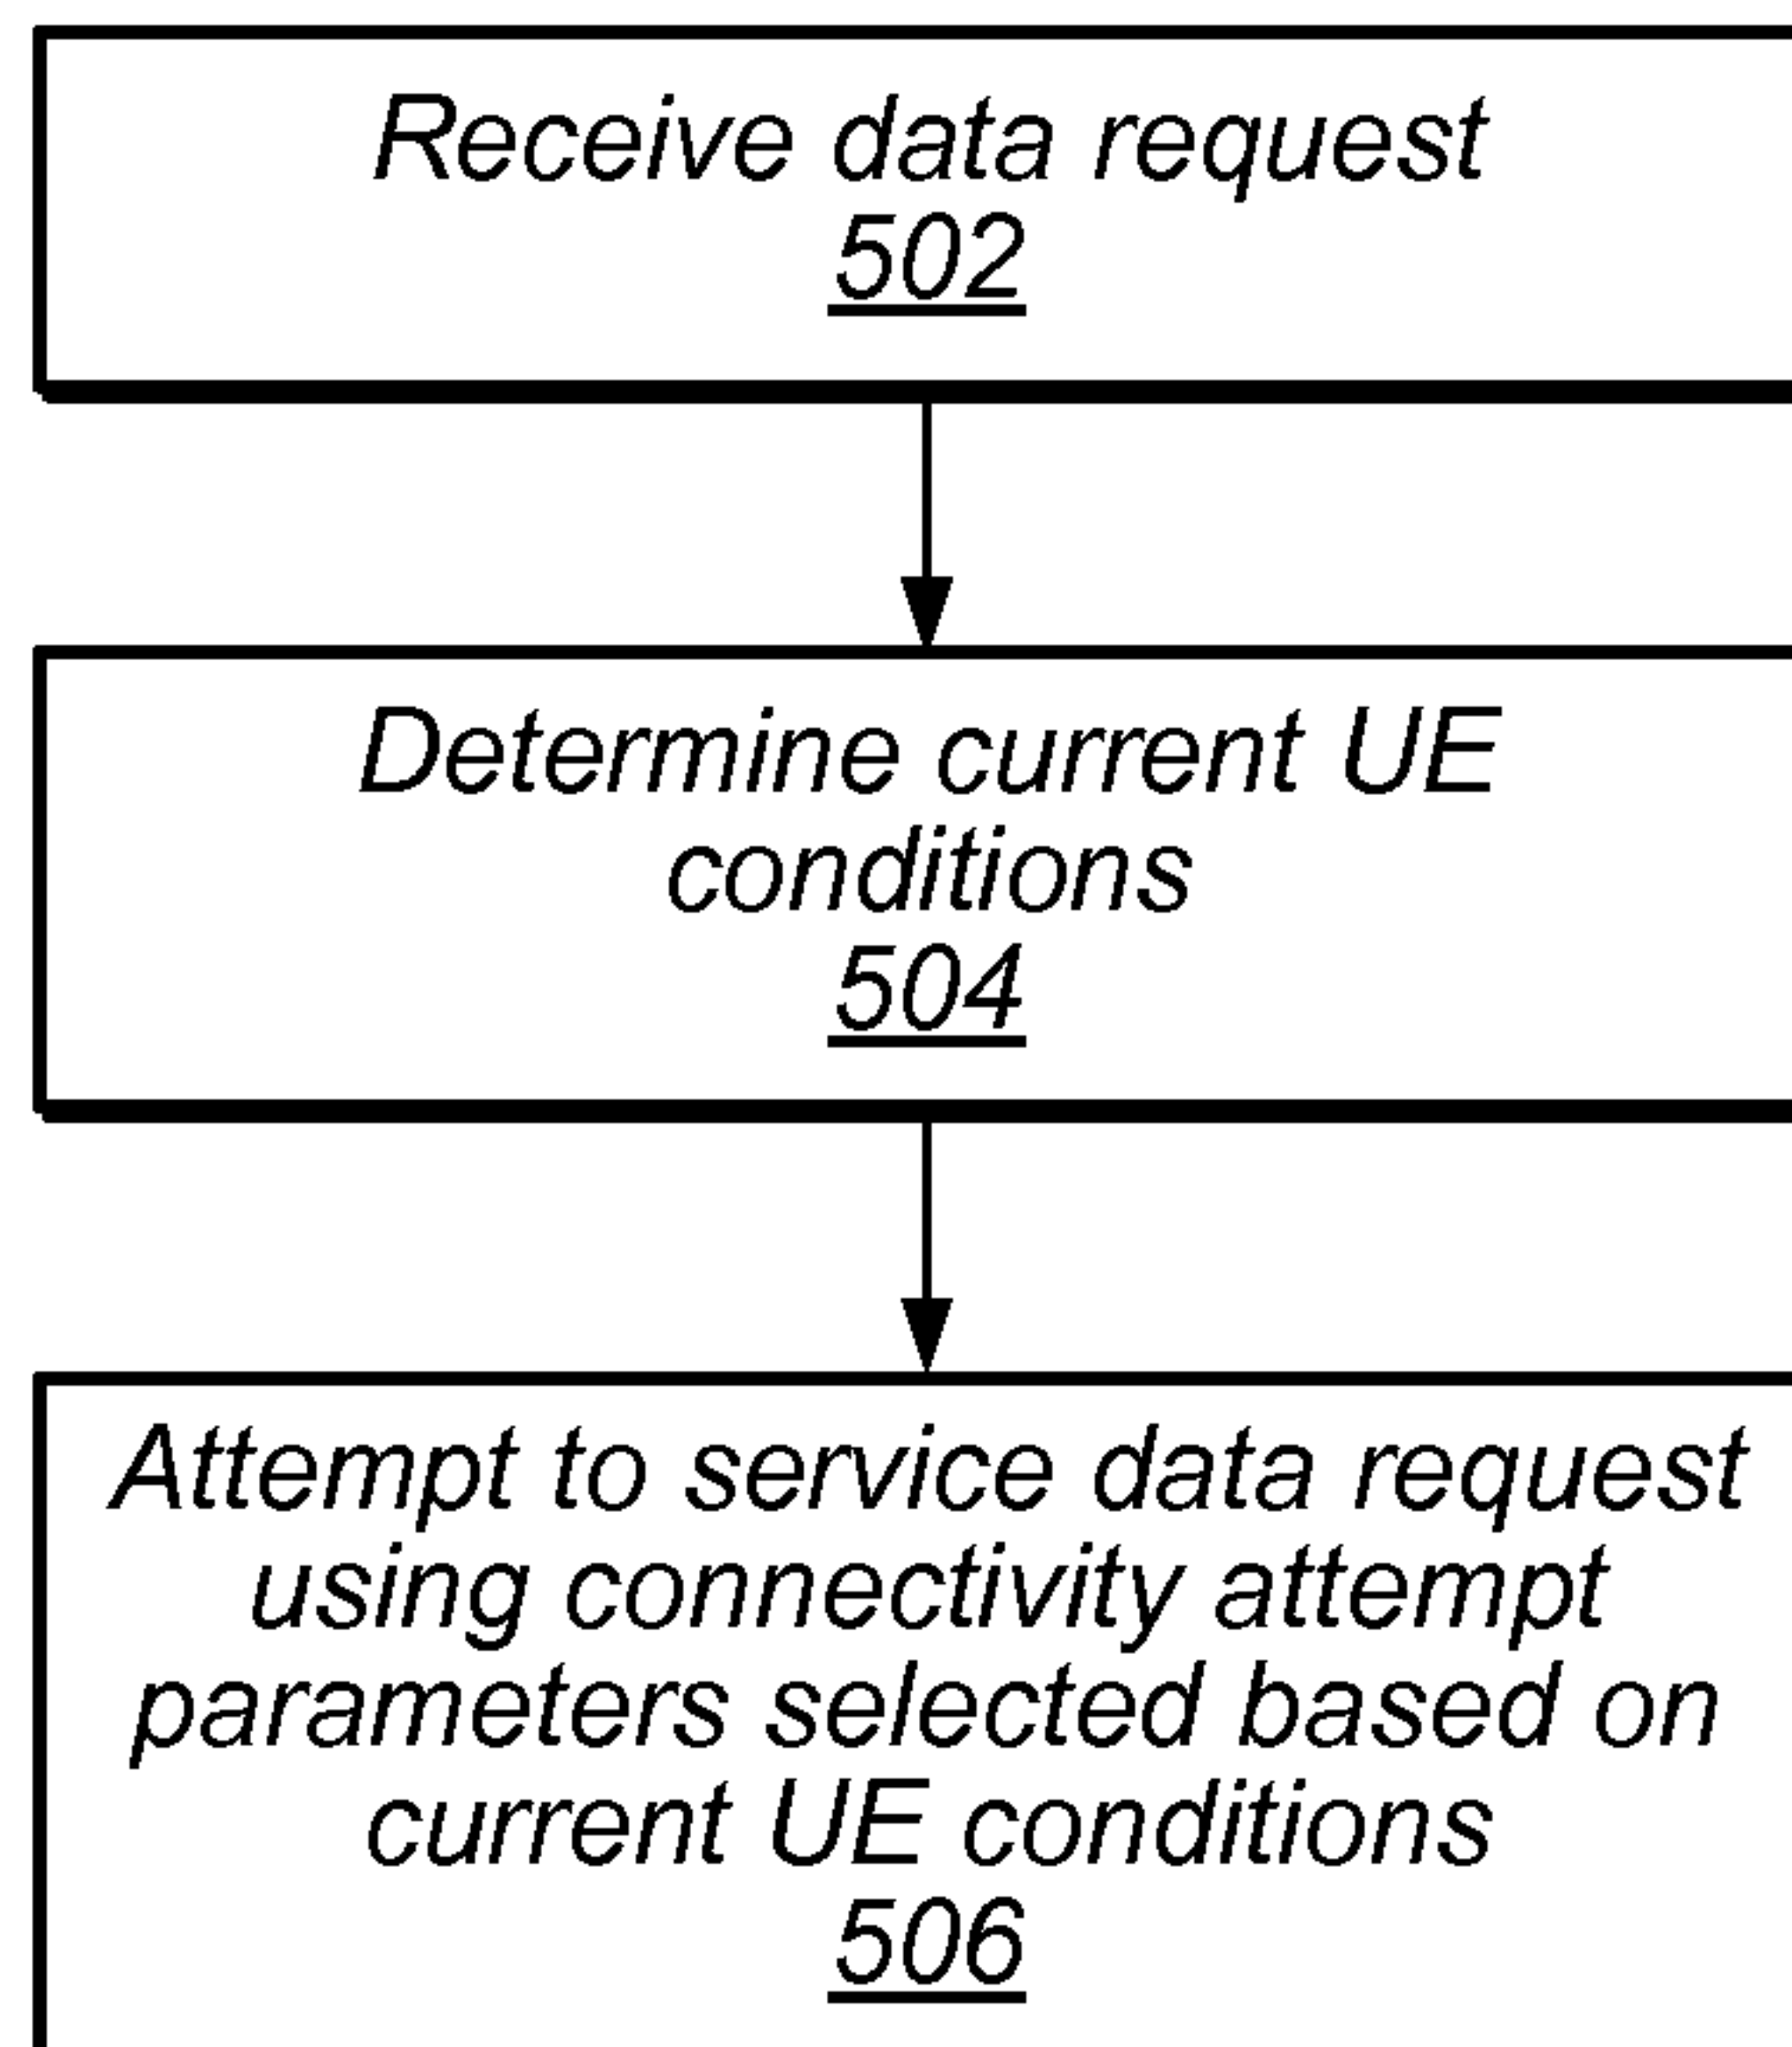 Receive data request
502
Determine current UE
conditions
504
Attempt to service data request
using connectivity attempt
parameters selected based on
current UE conditions
506